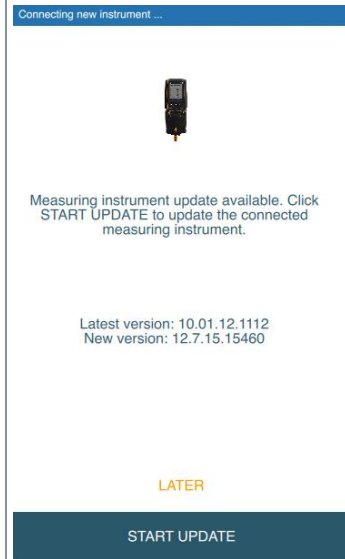 Connecting new instrument ...
Measuring instrument update available. Click
START UPDATE to update the connected
measuring instrument.
Latest version: 10.01.12.1112
New version: 12.7.15.15460
LATER
START UPDATE